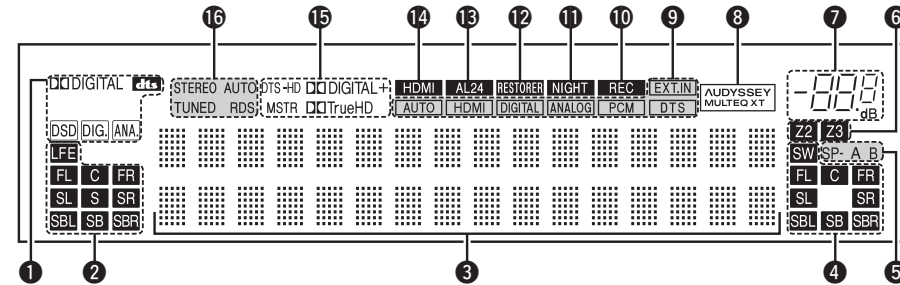 ⓰ ⓯ ⓮ ⓭ ⓬ ⓫ ❿ ❾ ❽ ❼ ❻
DIGITAL dts
STEREO AUTO
TUNED RDS
DTS-HD DIGITAL+
MSTR TrueHD
HDMI AL24 RESTORER NIGHT REC EXT.IN
AUTO HDMI DIGITAL ANALOG PCM DTS
AUDYSSEY
MULTEQ XT
dB
DSD DIG. ANA.
LFE
FL C FR
SL S SR
SBL SB SBR
Z2 Z3
SW SP- A B
FL C FR
SL SR
SBL SB SBR
❶ ❷ ❸ ❹ ❺